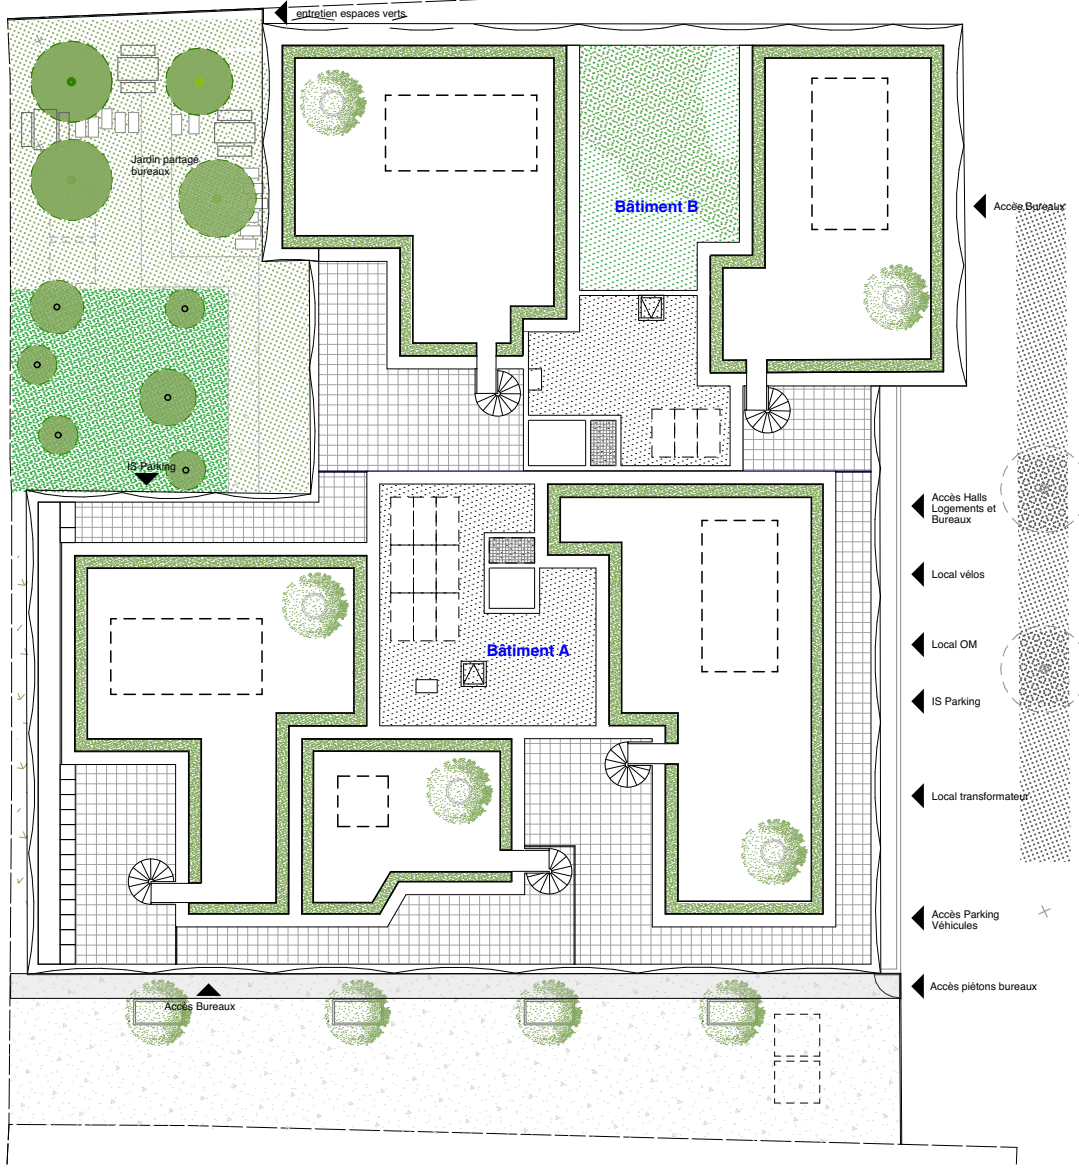 entretien espaces verts
Jardin partagé
bureaux
Bâtiment B
Accès Bureaux
IS Parking
Accès Halls
Logements et
Bureaux
Local vélos
Bâtiment A
Local OM
IS Parking
Local transformateur
Accès Parking
Véhicules
Accès piétons bureaux
Accès Bureaux